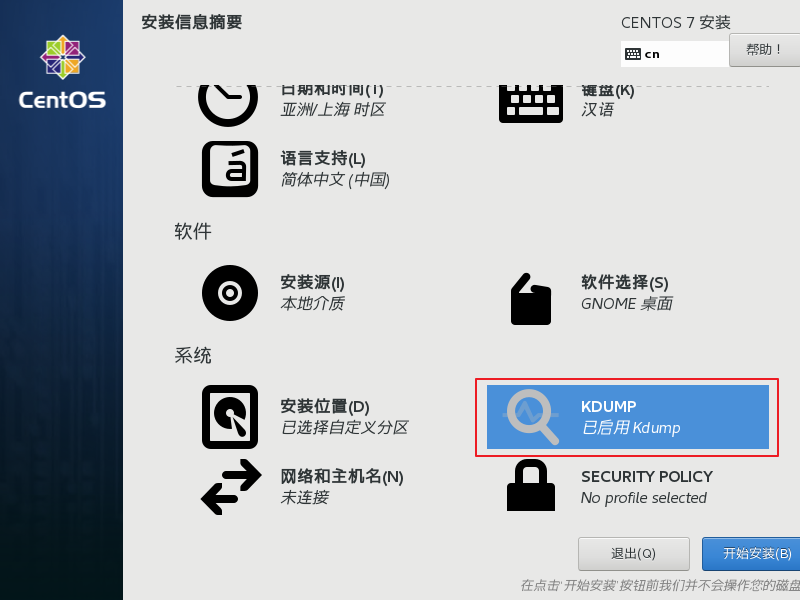 安装信息摘要
CENTOS 7 安装
cn
帮助！
CentOS
日期和时间(T)
亚洲/上海 时区
键盘(K)
汉语
语言支持(L)
简体中文 (中国)
软件
安装源(I)
本地介质
软件选择(S)
GNOME 桌面
系统
安装位置(D)
已选择自定义分区
KDUMP
已启用 Kdump
网络和主机名(N)
未连接
SECURITY POLICY
No profile selected
退出(Q)
开始安装(B)
在点击'开始安装'按钮前我们并不会操作您的磁盘